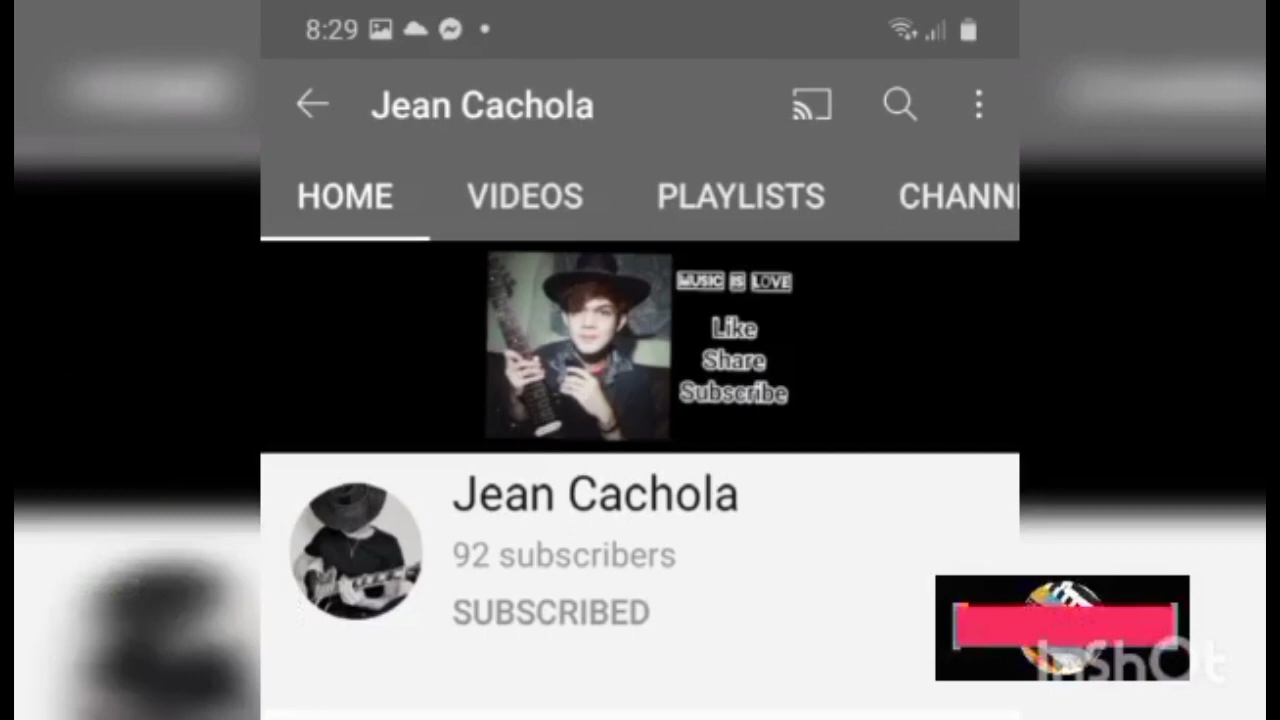 8:29
Jean Cachola
HOME VIDEOS PLAYLISTS CHANN
MUSIC IS LOVE
Like
Share
Subscribe
Jean Cachola
92 subscribers
SUBSCRIBED
InShOt